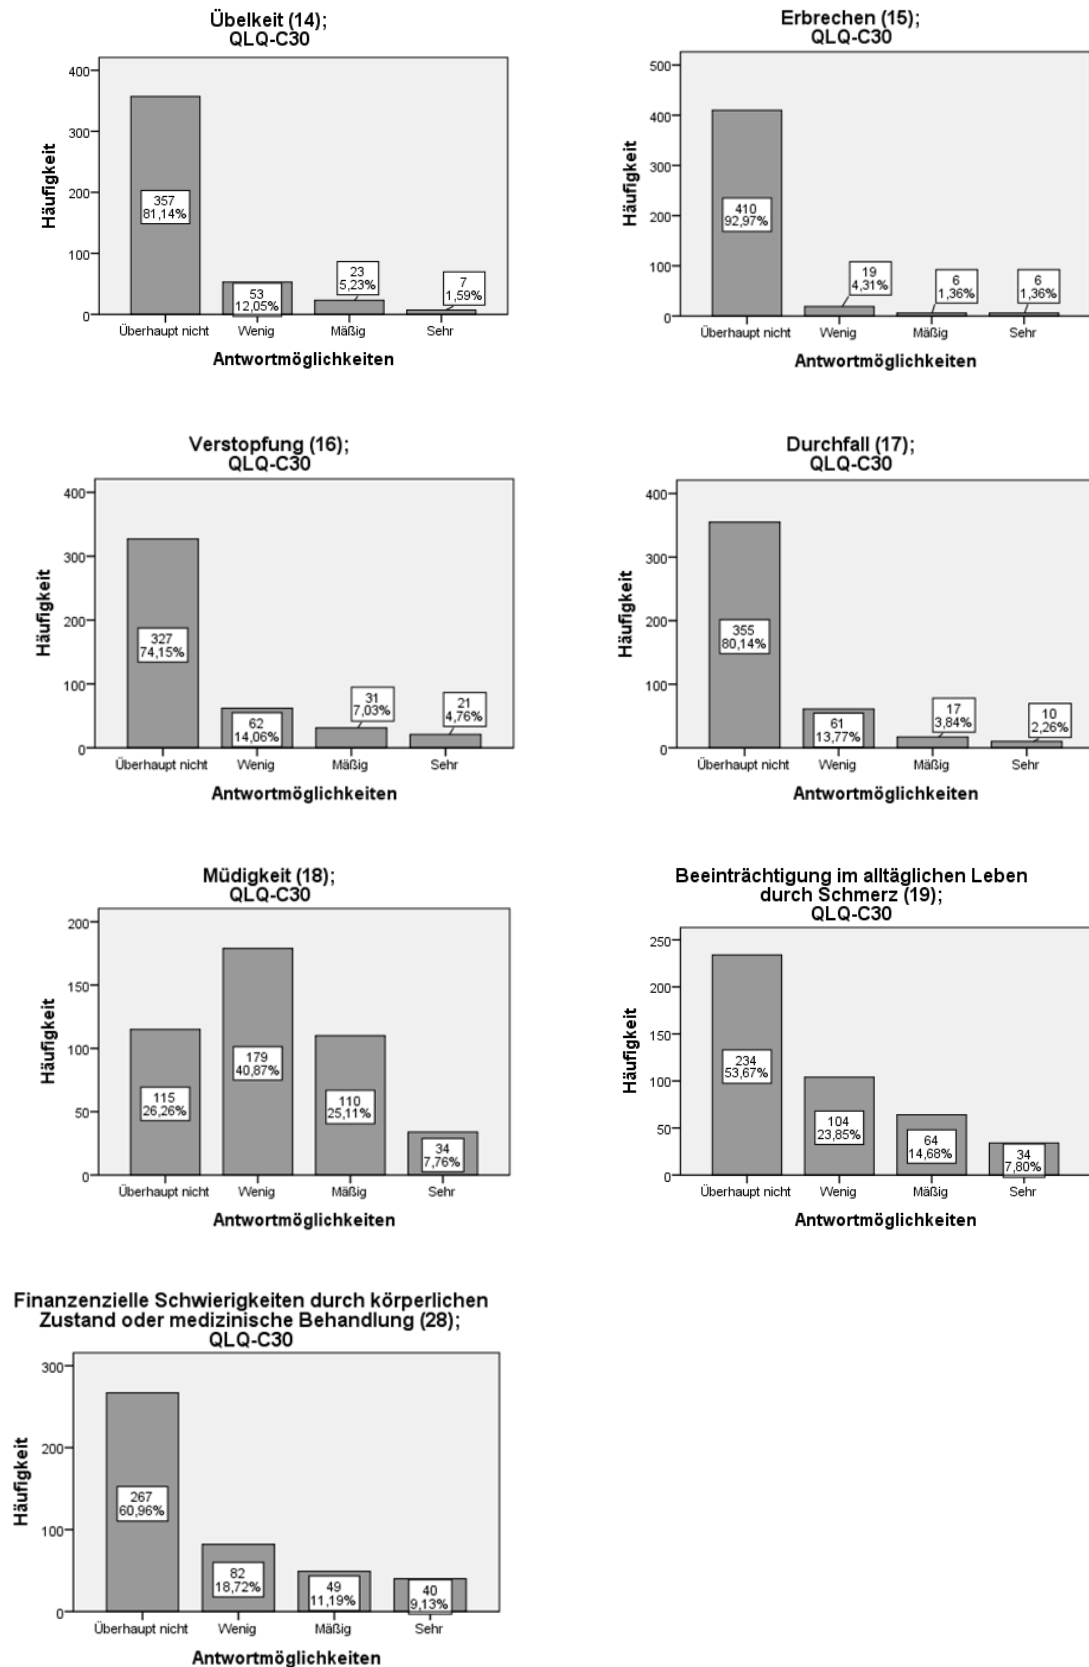 Übelkeit (14);
QLQ-C30
Häufigkeit
400
300
200
100
0
357
81,14%
53
12,05%
23
5,23%
7
1,59%
Überhaupt nicht Wenig Mäßig Sehr
Antwortmöglichkeiten
Erbrechen (15);
QLQ-C30
Häufigkeit
500
400
300
200
100
0
410
92,97%
19
4,31%
6
1,36%
6
1,36%
Überhaupt nicht Wenig Mäßig Sehr
Antwortmöglichkeiten
Verstopfung (16);
QLQ-C30
Häufigkeit
400
300
200
100
0
327
74,15%
62
14,06%
31
7,03%
21
4,76%
Überhaupt nicht Wenig Mäßig Sehr
Antwortmöglichkeiten
Durchfall (17);
QLQ-C30
Häufigkeit
400
300
200
100
0
355
80,14%
61
13,77%
17
3,84%
10
2,26%
Überhaupt nicht Wenig Mäßig Sehr
Antwortmöglichkeiten
Müdigkeit (18);
QLQ-C30
Häufigkeit
200
150
100
50
0
115
26,26%
179
40,87%
110
25,11%
34
7,76%
Überhaupt nicht Wenig Mäßig Sehr
Antwortmöglichkeiten
Beeinträchtigung im alltäglichen Leben
durch Schmerz (19);
QLQ-C30
Häufigkeit
250
200
150
100
50
0
234
53,67%
104
23,85%
64
14,68%
34
7,80%
Überhaupt nicht Wenig Mäßig Sehr
Antwortmöglichkeiten
Finanzenzielle Schwierigkeiten durch körperlichen
Zustand oder medizinische Behandlung (28);
QLQ-C30
Häufigkeit
300
200
100
0
267
60,96%
82
18,72%
49
11,19%
40
9,13%
Überhaupt nicht Wenig Mäßig Sehr
Antwortmöglichkeiten